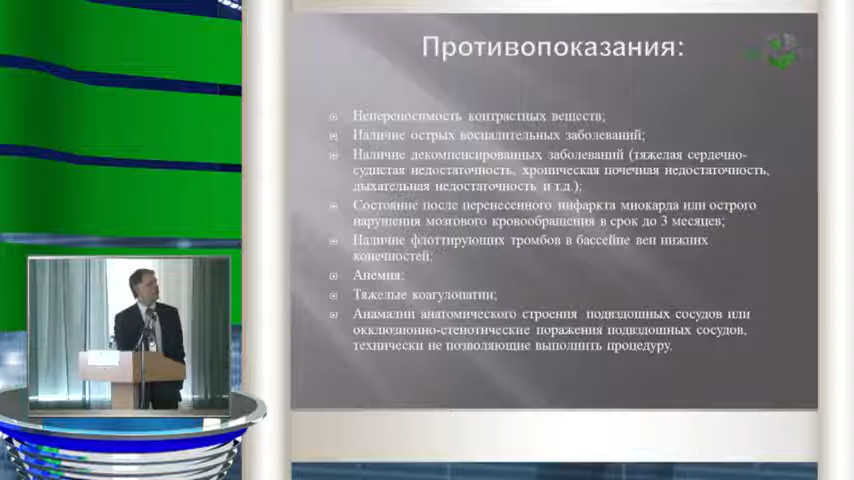 Противопоказания:
Непереносимость контрастных веществ;
Наличие острых воспалительных заболеваний;
Наличие декомпенсированных заболеваний (тяжелая сердечно-
судистая недостаточность, хроническая почечная недостаточность,
дыхательная недостаточность и т.д.);
Состояние после перенесенного инфаркта миокарда или острого
нарушения мозгового кровообращения в срок до 3 месяцев;
Наличие флоттирующих тромбов в бассейне вен нижних
конечностей;
Анемия;
Тяжелые коагулопатии;
Анамалии анатомического строения подвздошных сосудов или
окклюзионно-стенотические поражения подвздошных сосудов,
технически не позволяющие выполнить процедуру.